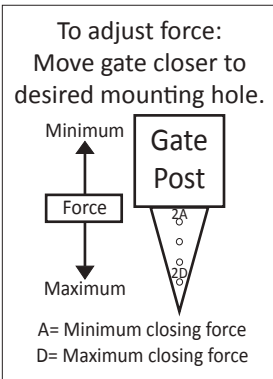 To adjust force:
Move gate closer to
desired mounting hole.
Minimum
Gate
Post
Force
2A
2D
Maximum
A= Minimum closing force
D= Maximum closing force